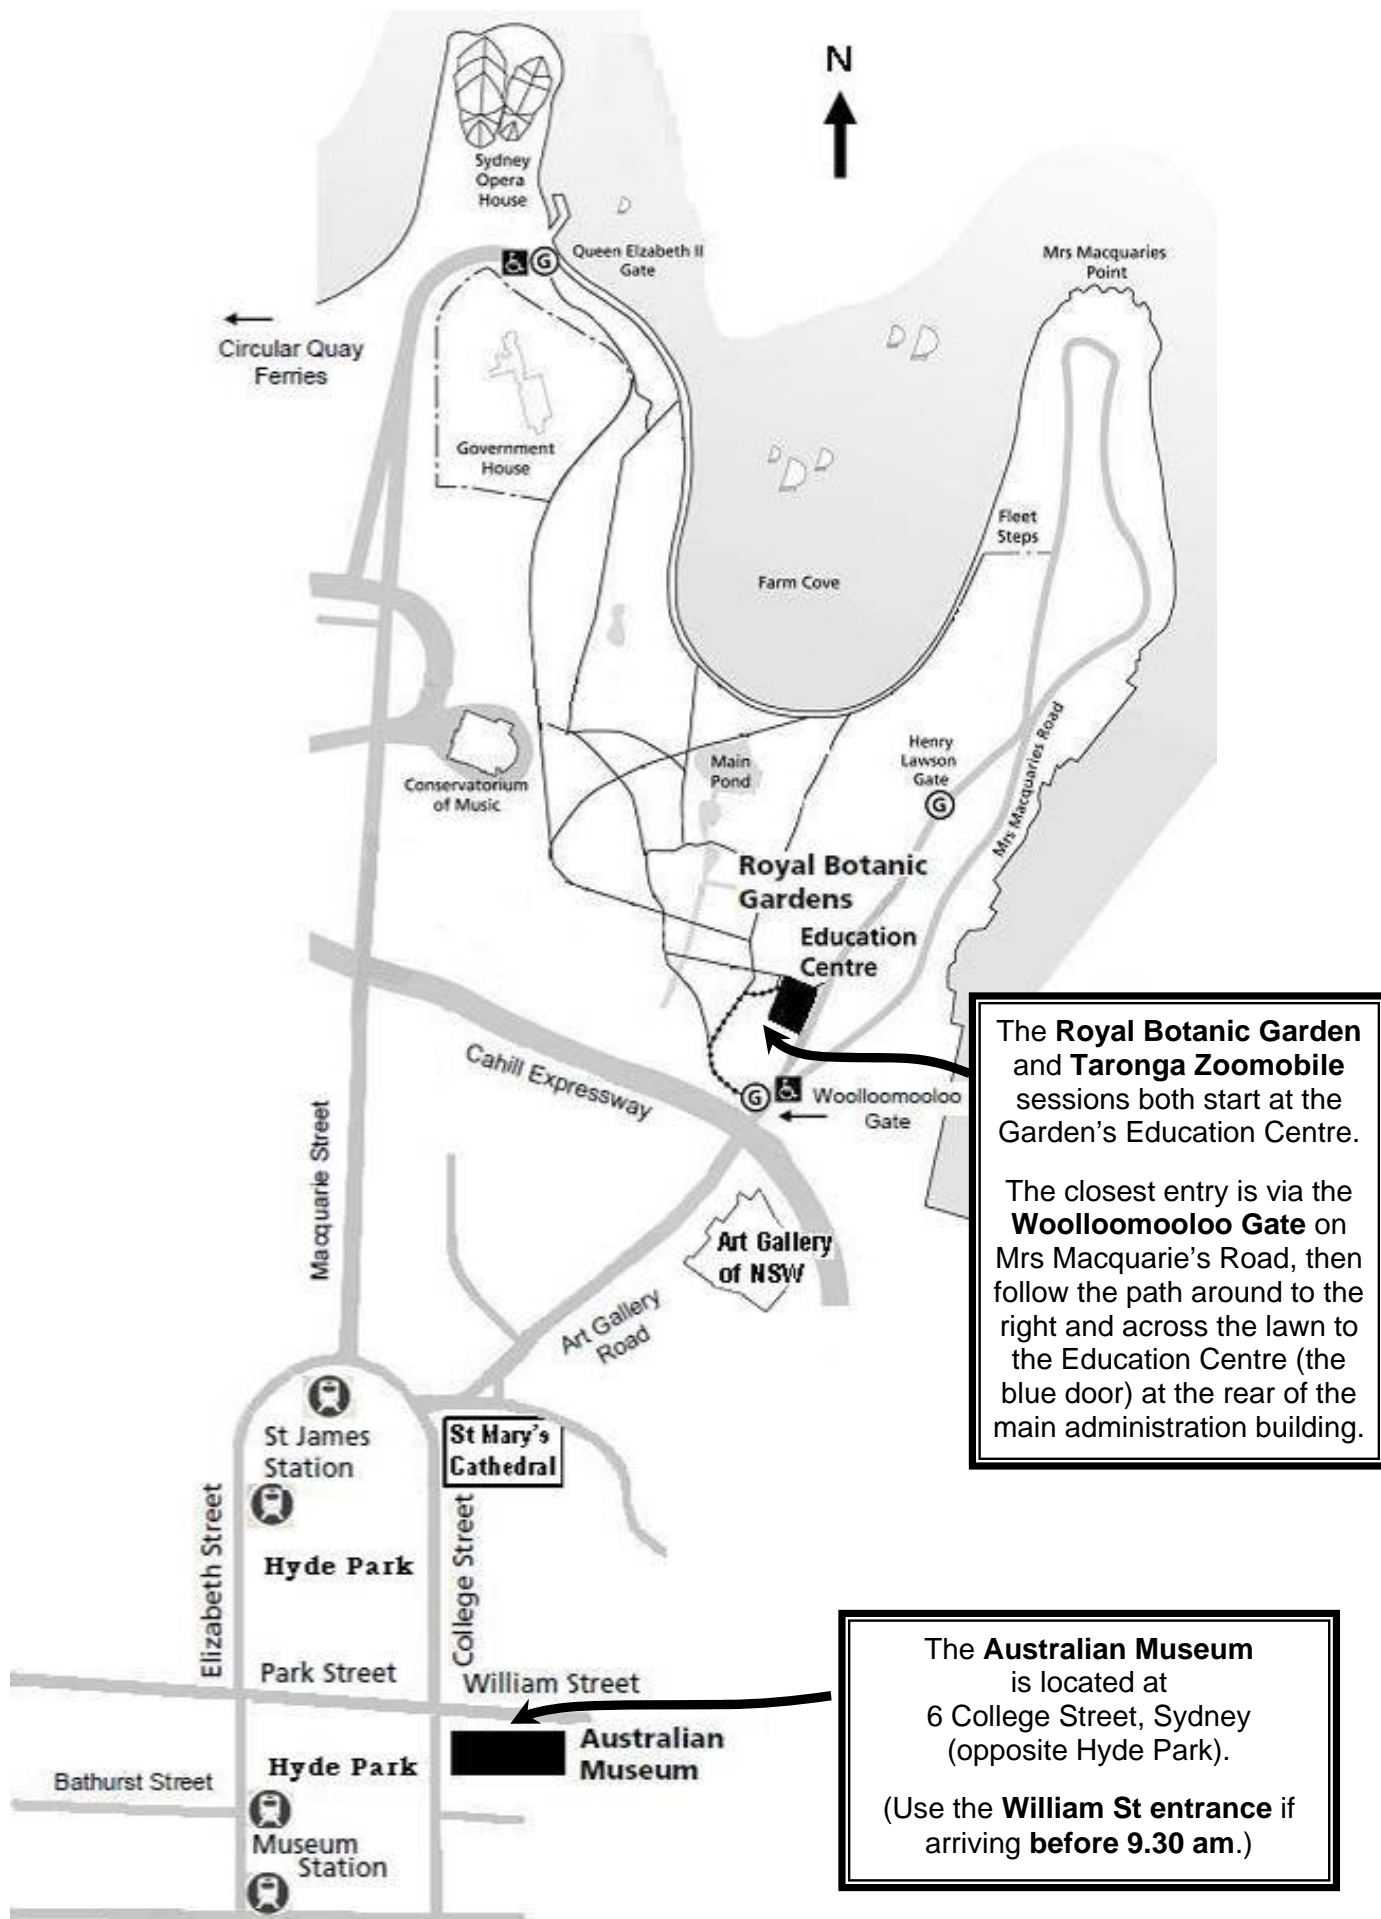 N
Sydney
Opera
House
Queen Elzabeth II
Gate
G
Mrs Macquaries
Point
Circular Quay
Ferries
Government
House
Fleet
Steps
Farm Cove
Henry
Lawson
Gate
G
Main
Pond
Mrs Macquaries Road
Conservatorium
of Music
Royal Botanic
Gardens
Education
Centre
Cahill Expressway
G
Woolloomooloo
Gate
The Royal Botanic Garden
and Taronga Zoomobile
sessions both start at the
Garden's Education Centre.
The closest entry is via the
Woolloomooloo Gate on
Mrs Macquarie's Road, then
follow the path around to the
right and across the lawn to
the Education Centre (the
blue door) at the rear of the
main administration building.
Macquarie Street
Art Gallery
of NSW
Art Gallery
Road
St James
Station
St Mary's
Cathedral
Elizabeth Street
Hyde Park
College Street
Park Street
William Street
Australian
Museum
Hyde Park
Bathurst Street
Museum
Station
The Australian Museum
is located at
6 College Street, Sydney
(opposite Hyde Park).
(Use the William St entrance if
arriving before 9.30 am.)